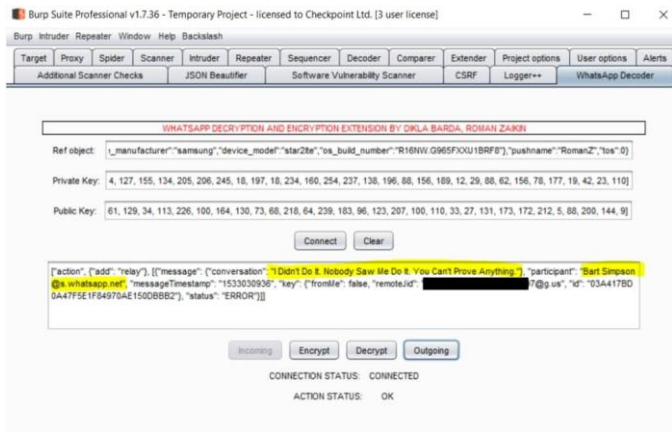 Burp Suite Professional v1.7.36 - Temporary Project - licensed to Checkpoint Ltd. [3 user license]
Burp Intruder Repeater Window Help Backslash
Target Proxy Spider Scanner Intruder Repeater Sequencer Decoder Comparer Extender Project options User options Alerts
Additional Scanner Checks JSON Beautifier Software Vulnerability Scanner CSRF Logger++ WhatsApp Decoder
WHATSAPP DECRYPTION AND ENCRYPTION EXTENSION BY DIKLA BARDA, ROMAN ZAIKIN
Ref object: _manufacturer":"samsung","device_model":"star2lte","os_build_number":"R16NW.G965FXXU1BRF8"},"pushname":"RomanZ","tos":0}
Private Key: 4, 127, 155, 134, 205, 206, 245, 18, 197, 18, 234, 160, 254, 237, 138, 196, 88, 156, 189, 12, 29, 88, 62, 156, 78, 177, 19, 42, 23, 110]
Public Key: 61, 129, 34, 113, 226, 100, 164, 130, 73, 68, 218, 64, 239, 183, 96, 123, 207, 100, 110, 33, 27, 131, 173, 172, 212, 5, 88, 200, 144, 9]
Connect Clear
["action", {"add": "relay"}, [{"message": {"conversation": "I Didn't Do It. Nobody Saw Me Do It. You Can't Prove Anything."}, "participant": "Bart Simpson
@s.whatsapp.net", "messageTimestamp": "1533030936", "key": {"fromMe": false, "remoteJid": " 7@g.us", "id": "03A417BD
0A47F5E1F84970AE150DBBB2"}, "status": "ERROR"}]]
Incoming Encrypt Decrypt Outgoing
CONNECTION STATUS: CONNECTED
ACTION STATUS: OK